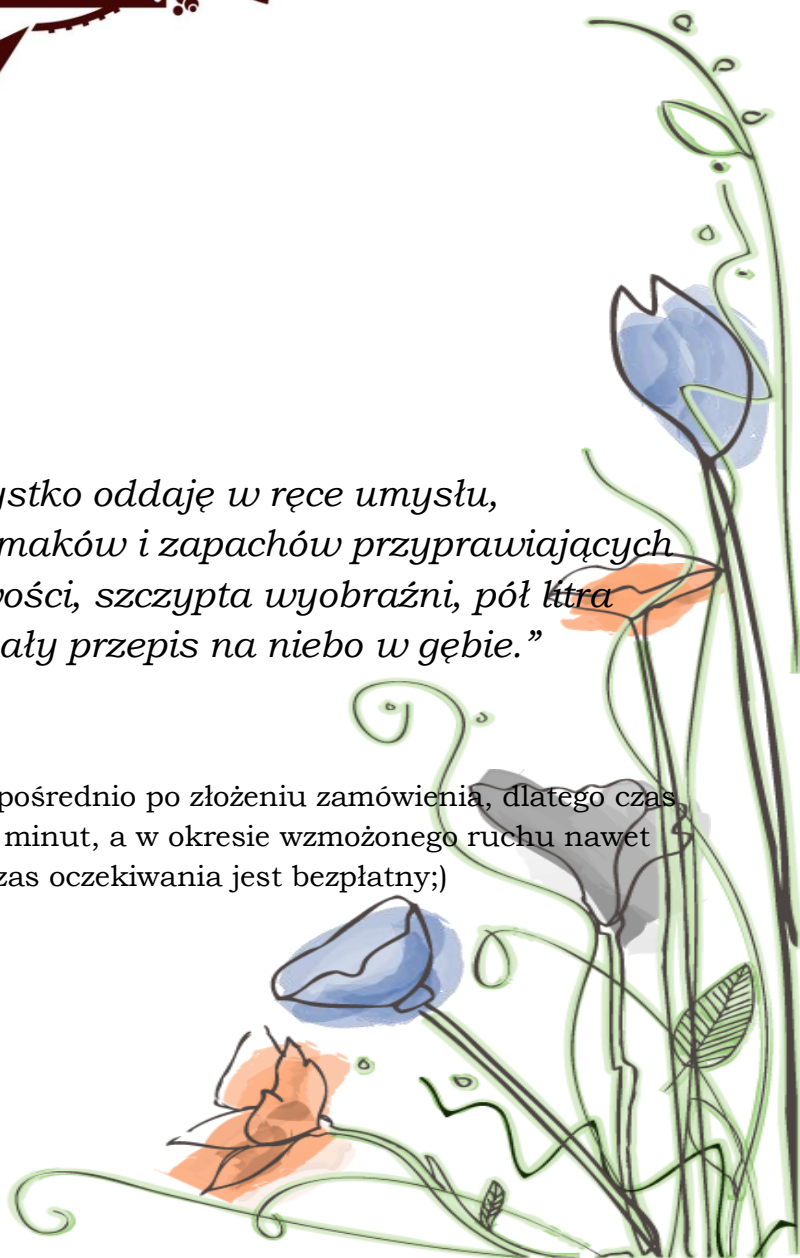 ystko oddaję w ręce umysłu,
maków i zapachów przyprawiających
wości, szczypta wyobraźni, pół litra
ały przepis na niebo w gębie.”
pośrednio po złożeniu zamówienia, dlatego czas
minut, a w okresie wzmożonego ruchu nawet
zas oczekiwania jest bezpłatny;)